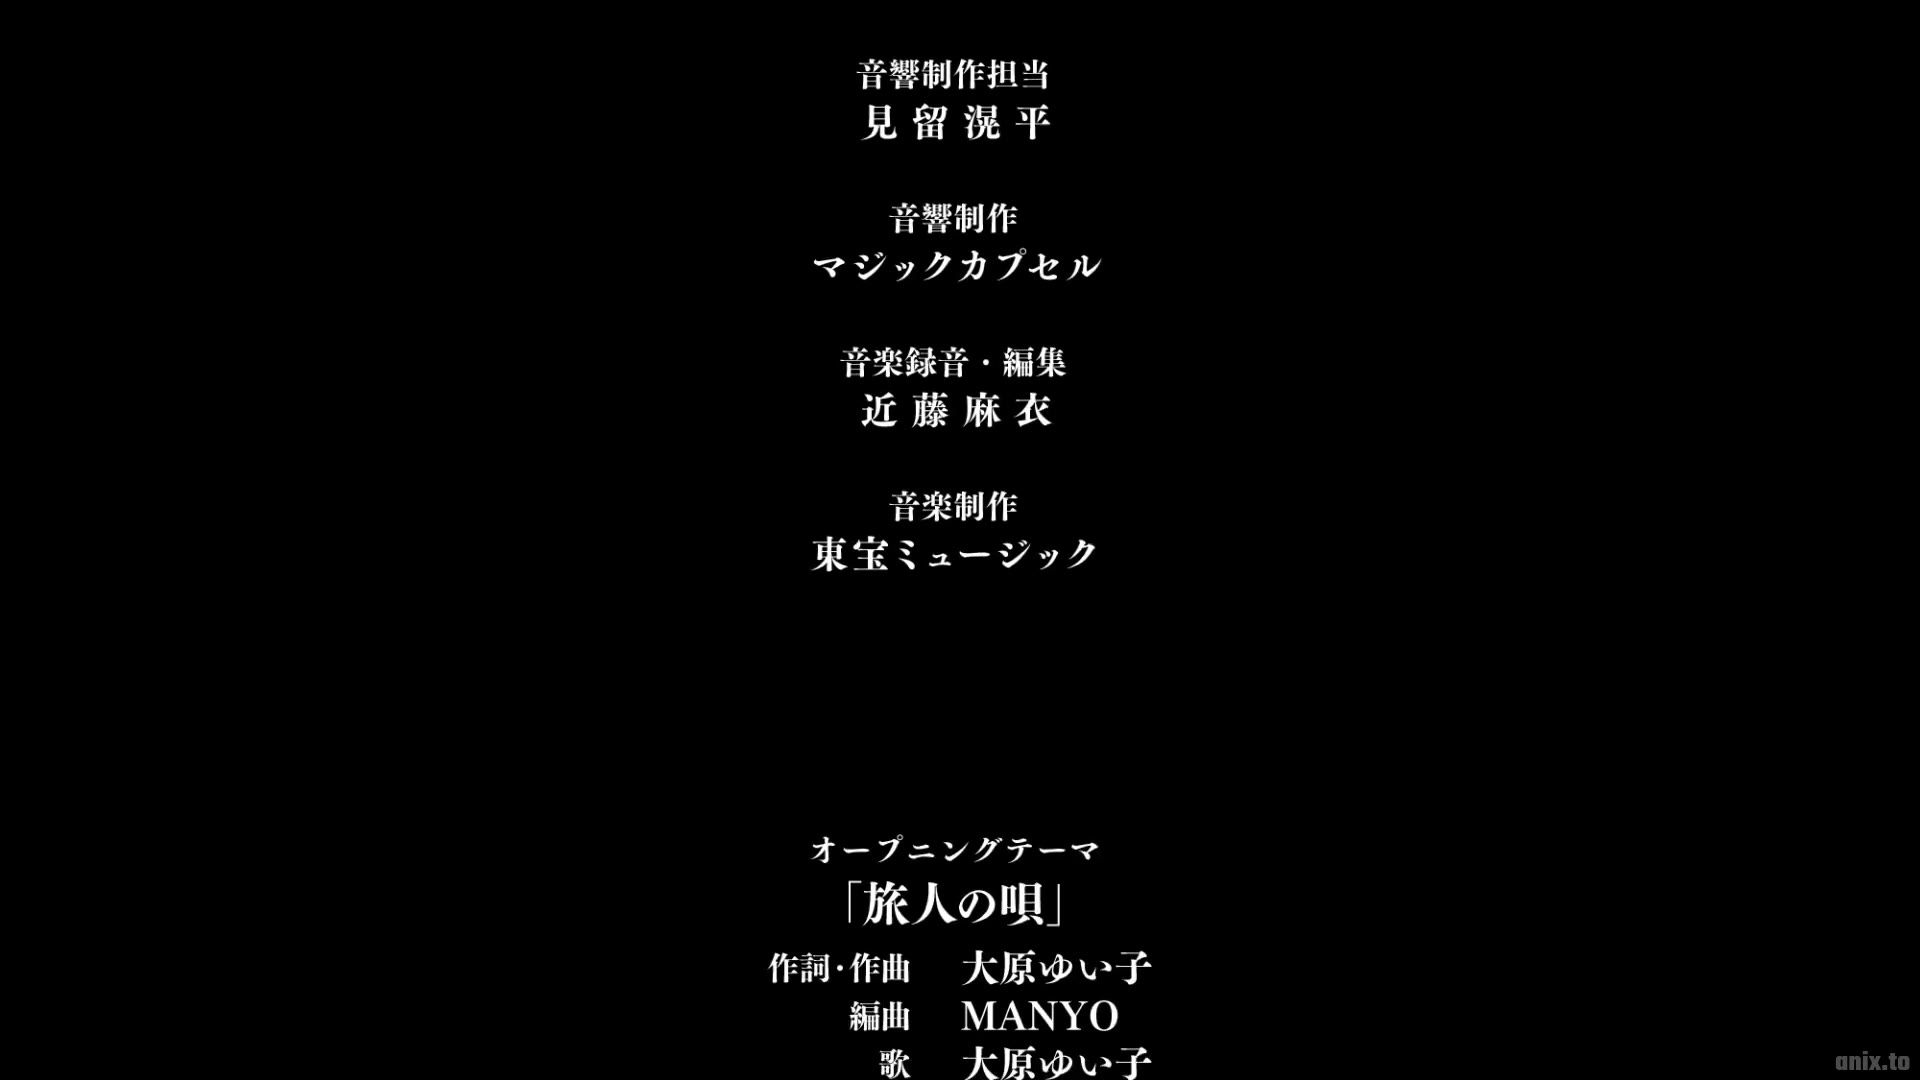 音響制作担当
見留滉平
音響制作
マジックカプセル
音楽録音・編集
近藤麻衣
音楽制作
東宝ミュージック
オープニングテーマ
「旅人の唄」
作詞・作曲 大原ゆい子
編曲 MANYO
歌 大原ゆい子
anix.to